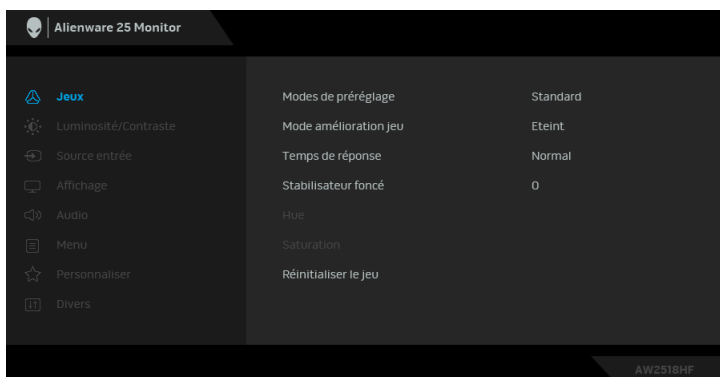 Alienware 25 Monitor
Jeux
Modes de préréglage Standard
Luminosité/Contraste
Mode amélioration jeu Eteint
Source entrée
Temps de réponse Normal
Affichage
Stabilisateur foncé 0
Audio
Hue
Menu
Saturation
Personnaliser
Réinitialiser le jeu
Divers
AW2518HF